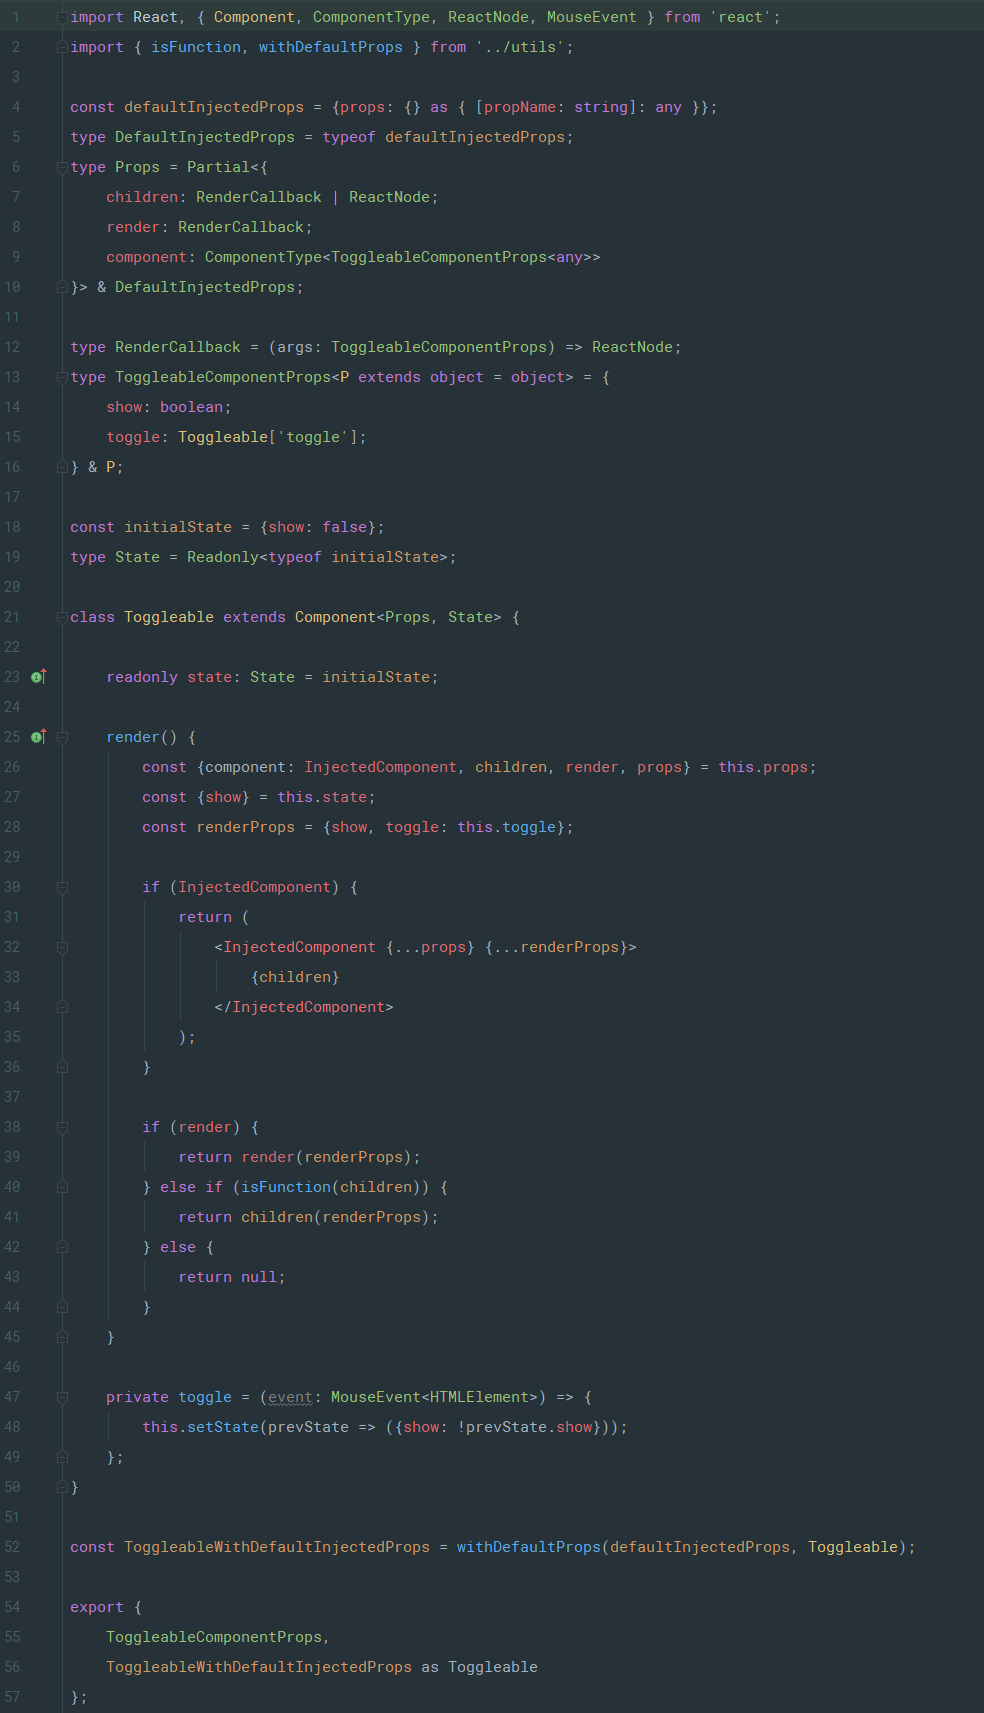 1 import React, { Component, ComponentType, ReactNode, MouseEvent } from 'react';
2 import { isFunction, withDefaultProps } from '../utils';
3
4 const defaultInjectedProps = {props: {} as { [propName: string]: any }};
5 type DefaultInjectedProps = typeof defaultInjectedProps;
6 type Props = Partial<{
7     children: RenderCallback | ReactNode;
8     render: RenderCallback;
9     component: ComponentType<ToggleableComponentProps<any>>
10 }> & DefaultInjectedProps;
11
12 type RenderCallback = (args: ToggleableComponentProps) => ReactNode;
13 type ToggleableComponentProps<P extends object = object> = {
14     show: boolean;
15     toggle: Toggleable['toggle'];
16 } & P;
17
18 const initialState = {show: false};
19 type State = Readonly<typeof initialState>;
20
21 class Toggleable extends Component<Props, State> {
22
23     readonly state: State = initialState;
24
25     render() {
26         const {component: InjectedComponent, children, render, props} = this.props;
27         const {show} = this.state;
28         const renderProps = {show, toggle: this.toggle};
29
30         if (InjectedComponent) {
31             return (
32                 <InjectedComponent {...props} {...renderProps}>
33                     {children}
34                 </InjectedComponent>
35             );
36         }
37
38         if (render) {
39             return render(renderProps);
40         } else if (isFunction(children)) {
41             return children(renderProps);
42         } else {
43             return null;
44         }
45     }
46
47     private toggle = (event: MouseEvent<HTMLElement>) => {
48         this.setState(prevState => ({show: !prevState.show}));
49     };
50 }
51
52 const ToggleableWithDefaultInjectedProps = withDefaultProps(defaultInjectedProps, Toggleable);
53
54 export {
55     ToggleableComponentProps,
56     ToggleableWithDefaultInjectedProps as Toggleable
57 };